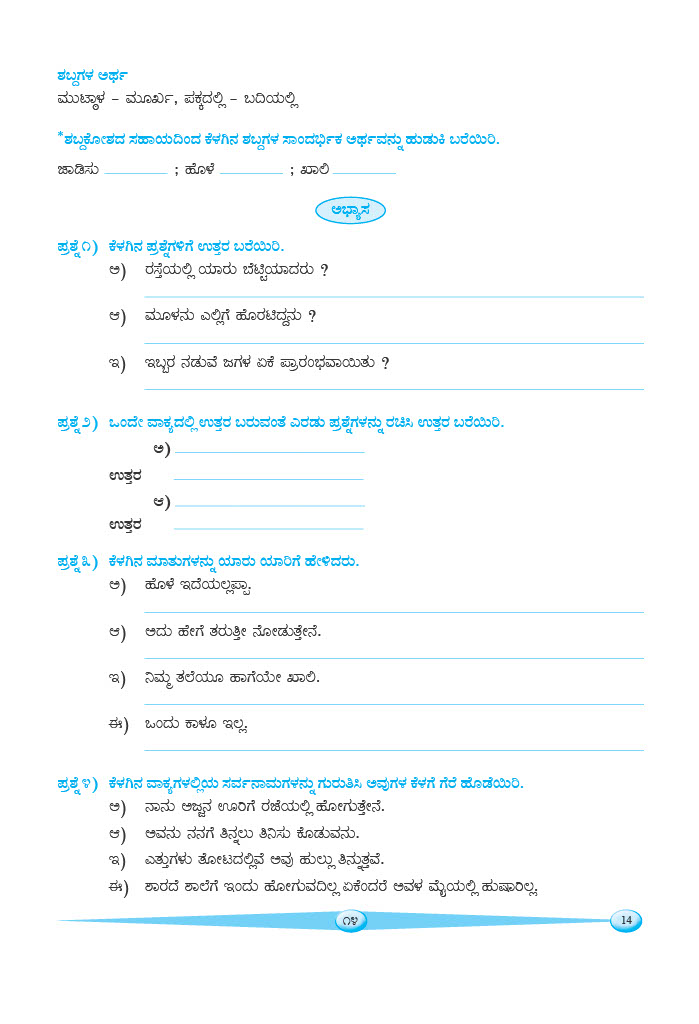 ಶಬ್ದಗಳ ಅರ್ಥ
ಮುಟ್ಠಾಳ – ಮೂರ್ಖ, ಪಕ್ಕದಲ್ಲಿ – ಬದಿಯಲ್ಲಿ
*ಶಬ್ದಕೋಶದ ಸಹಾಯದಿಂದ ಕೆಳಗಿನ ಶಬ್ದಗಳ ಸಾಂದರ್ಭಿಕ ಅರ್ಥವನ್ನು ಹುಡುಕಿ ಬರೆಯಿರಿ.
ಜಾಡಿಸು ________ ; ಹೊಳೆ ________ ; ಖಾಲಿ ________
ಅಭ್ಯಾಸ
ಪ್ರಶ್ನೆ ೧) ಕೆಳಗಿನ ಪ್ರಶ್ನೆಗಳಿಗೆ ಉತ್ತರ ಬರೆಯಿರಿ.
ಅ) ರಸ್ತೆಯಲ್ಲಿ ಯಾರು ಬೆಟ್ಟಿಯಾದರು ?
ಆ) ಮೂಳನು ಎಲ್ಲಿಗೆ ಹೊರಟಿದ್ದನು ?
ಇ) ಇಬ್ಬರ ನಡುವೆ ಜಗಳ ಏಕೆ ಪ್ರಾರಂಭವಾಯಿತು ?
ಪ್ರಶ್ನೆ ೨) ಒಂದೇ ವಾಕ್ಯದಲ್ಲಿ ಉತ್ತರ ಬರುವಂತೆ ಎರಡು ಪ್ರಶ್ನೆಗಳನ್ನು ರಚಿಸಿ ಉತ್ತರ ಬರೆಯಿರಿ.
ಅ)
ಉತ್ತರ
ಆ)
ಉತ್ತರ
ಪ್ರಶ್ನೆ ೩) ಕೆಳಗಿನ ಮಾತುಗಳನ್ನು ಯಾರು ಯಾರಿಗೆ ಹೇಳಿದರು.
ಅ) ಹೊಳೆ ಇದೆಯಲ್ಲಪ್ಪಾ.
ಆ) ಅದು ಹೇಗೆ ತರುತ್ತೀ ನೋಡುತ್ತೇನೆ.
ಇ) ನಿಮ್ಮ ತಲೆಯೂ ಹಾಗೆಯೇ ಖಾಲಿ.
ಈ) ಒಂದು ಕಾಳೂ ಇಲ್ಲ.
ಪ್ರಶ್ನೆ ೪) ಕೆಳಗಿನ ವಾಕ್ಯಗಳಲ್ಲಿಯ ಸರ್ವನಾಮಗಳನ್ನು ಗುರುತಿಸಿ ಅವುಗಳ ಕೆಳಗೆ ಗೆರೆ ಹೊಡೆಯಿರಿ.
ಅ) ನಾನು ಅಜ್ಜನ ಊರಿಗೆ ರಜೆಯಲ್ಲಿ ಹೋಗುತ್ತೇನೆ.
ಆ) ಅವನು ನನಗೆ ತಿನ್ನಲು ತಿನಿಸು ಕೊಡುವನು.
ಇ) ಎತ್ತುಗಳು ತೋಟದಲ್ಲಿವೆ ಅವು ಹುಲ್ಲು ತಿನ್ನುತ್ತವೆ.
ಈ) ಶಾರದೆ ಶಾಲೆಗೆ ಇಂದು ಹೋಗುವದಿಲ್ಲ ಏಕೆಂದರೆ ಅವಳ ಮೈಯಲ್ಲಿ ಹುಷಾರಿಲ್ಲ.
೧೪ 14